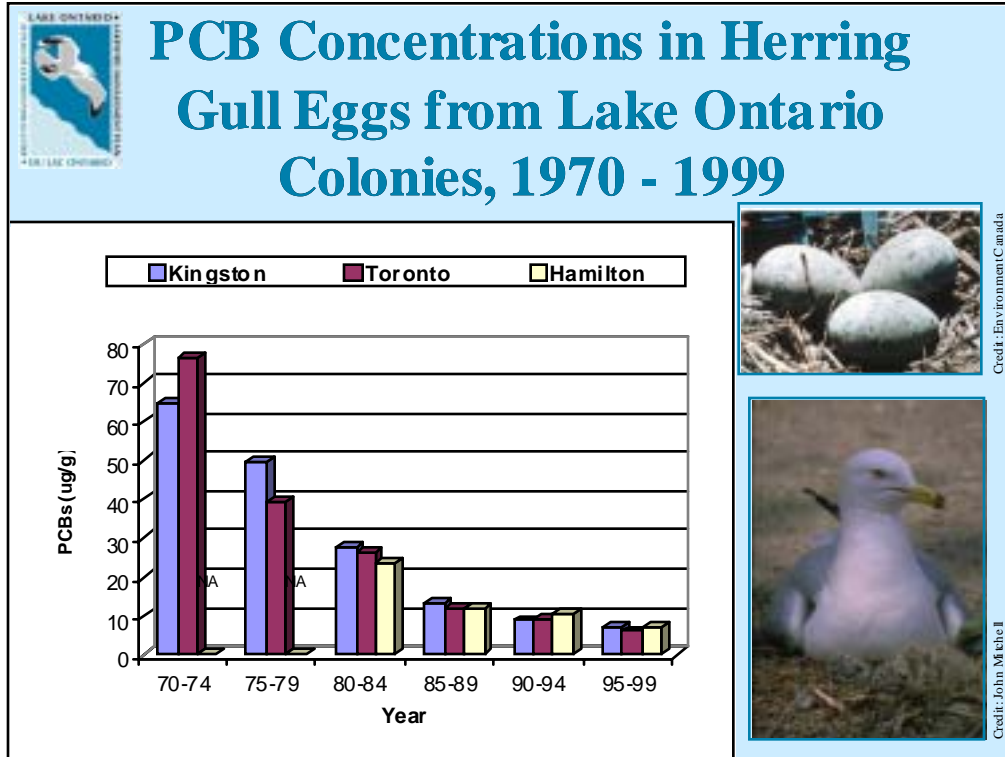 LAKE ONTARIO
PCB Concentrations in Herring
Gull Eggs from Lake Ontario
Colonies, 1970 - 1999
Kingston
Toronto
Hamilton
80
70
60
50
40
30
20
10
0
PCBs (ug/g)
NA
NA
70-74
75-79
80-84
85-89
90-94
95-99
Year
Credit: Environment Canada
Credit: John Mitchell